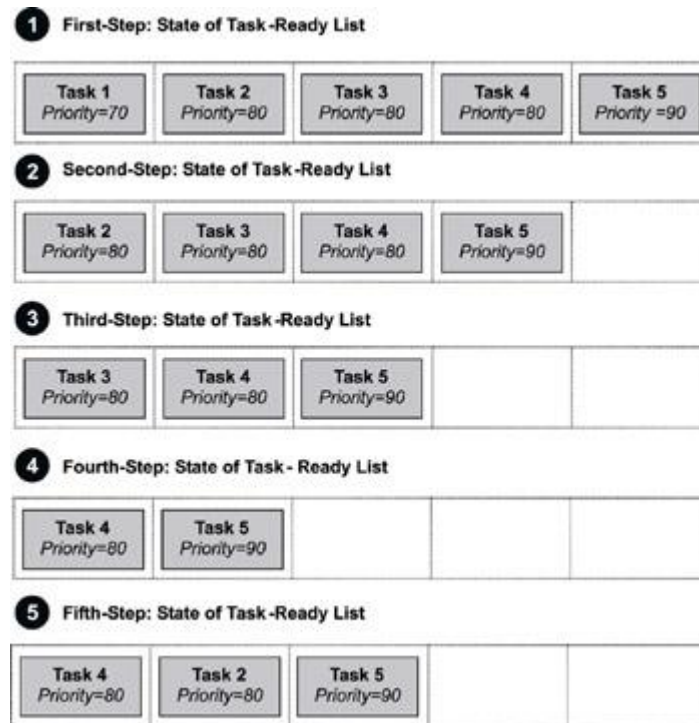 1 First-Step: State of Task-Ready List
Task 1 Task 2 Task 3 Task 4 Task 5
Priority=70 Priority=80 Priority=80 Priority=80 Priority =90
2 Second-Step: State of Task-Ready List
Task 2 Task 3 Task 4 Task 5
Priority=80 Priority=80 Priority=80 Priority=90
3 Third-Step: State of Task-Ready List
Task 3 Task 4 Task 5
Priority=80 Priority=80 Priority=90
4 Fourth-Step: State of Task- Ready List
Task 4 Task 5
Priority=80 Priority=90
5 Fifth-Step: State of Task-Ready List
Task 4 Task 2 Task 5
Priority=80 Priority=80 Priority=90